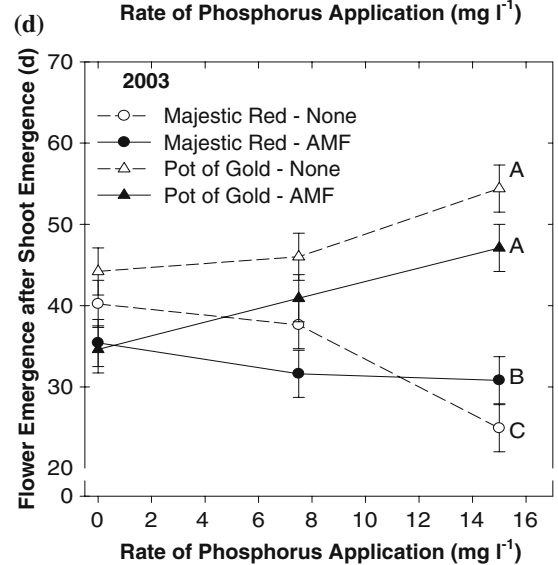 Rate of Phosphorus Application (mg l⁻¹)
(d)
70
2003
Majestic Red - None
Majestic Red - AMF
Pot of Gold - None
Pot of Gold - AMF
60
50
40
30
20
0
A
A
B
C
Flower Emergence after Shoot Emergence (d)
0 2 4 6 8 10 12 14 16
Rate of Phosphorus Application (mg l⁻¹)